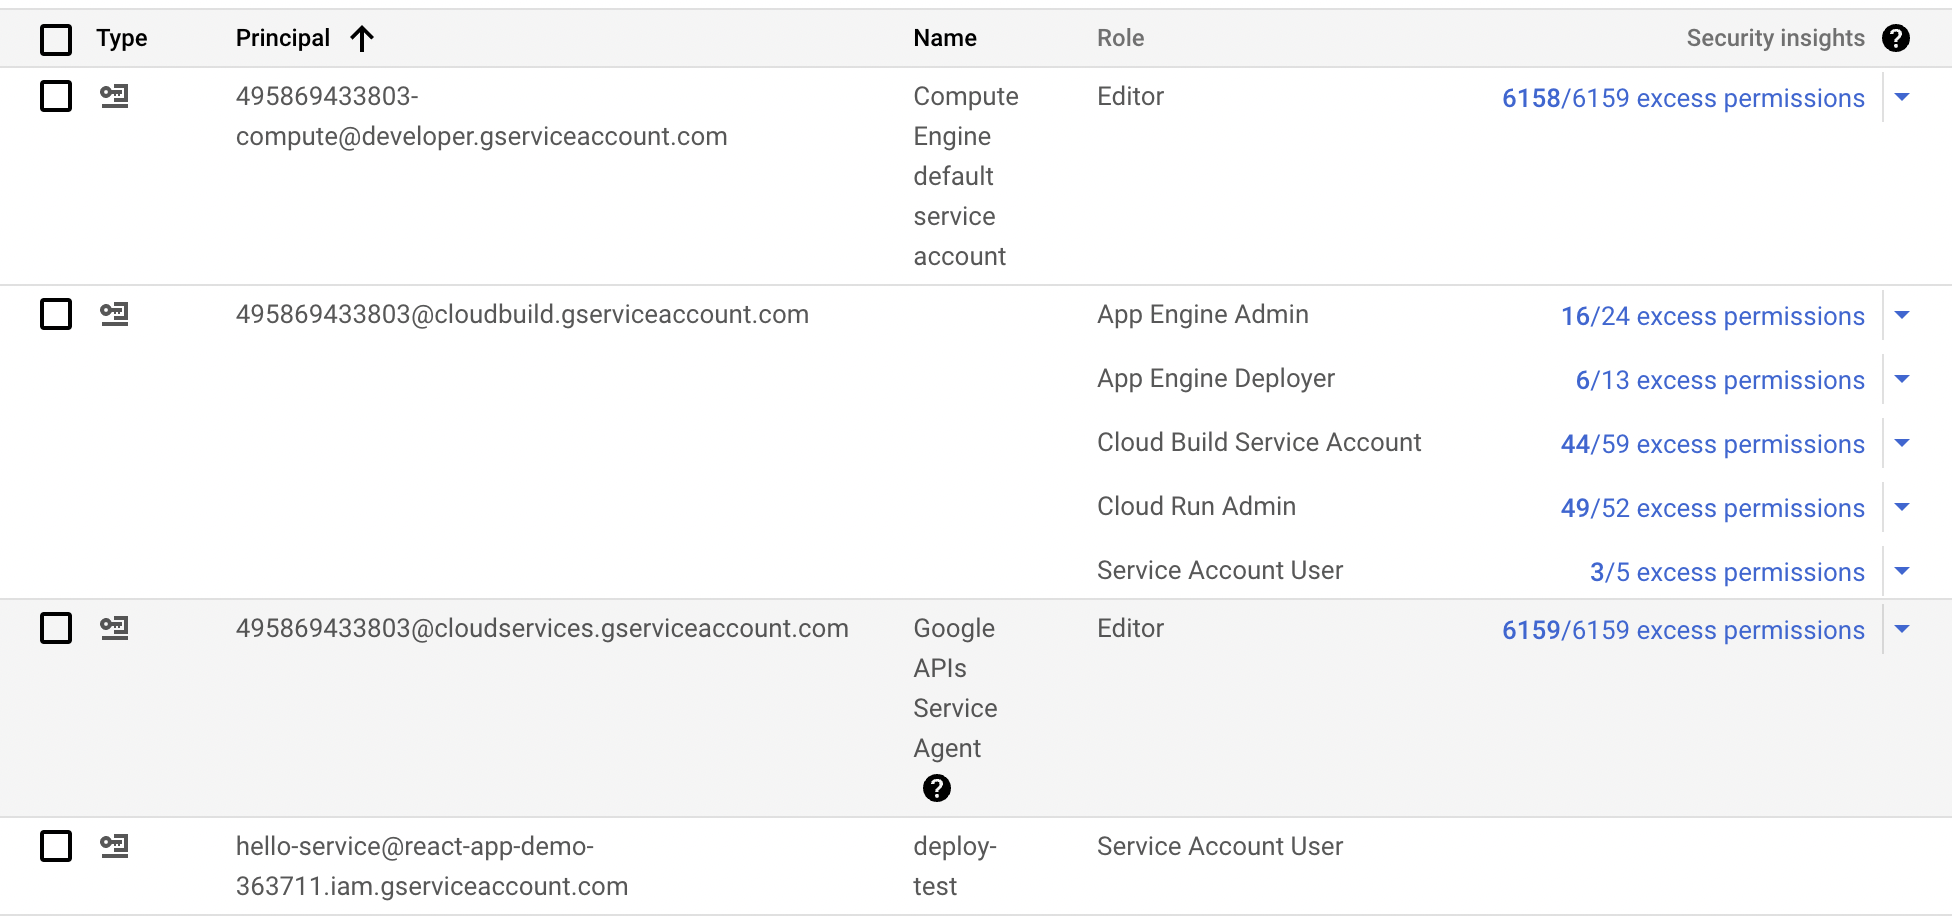 Type Principal Name Role Security insights ?
495869433803- Compute Editor 6158/6159 excess permissions
compute@developer.gserviceaccount.com Engine
default
service
account
495869433803@cloudbuild.gserviceaccount.com App Engine Admin 16/24 excess permissions
App Engine Deployer 6/13 excess permissions
Cloud Build Service Account 44/59 excess permissions
Cloud Run Admin 49/52 excess permissions
Service Account User 3/5 excess permissions
495869433803@cloudservices.gserviceaccount.com Google Editor 6159/6159 excess permissions
APIs
Service
Agent
?
hello-service@react-app-demo- deploy- Service Account User
363711.iam.gserviceaccount.com test